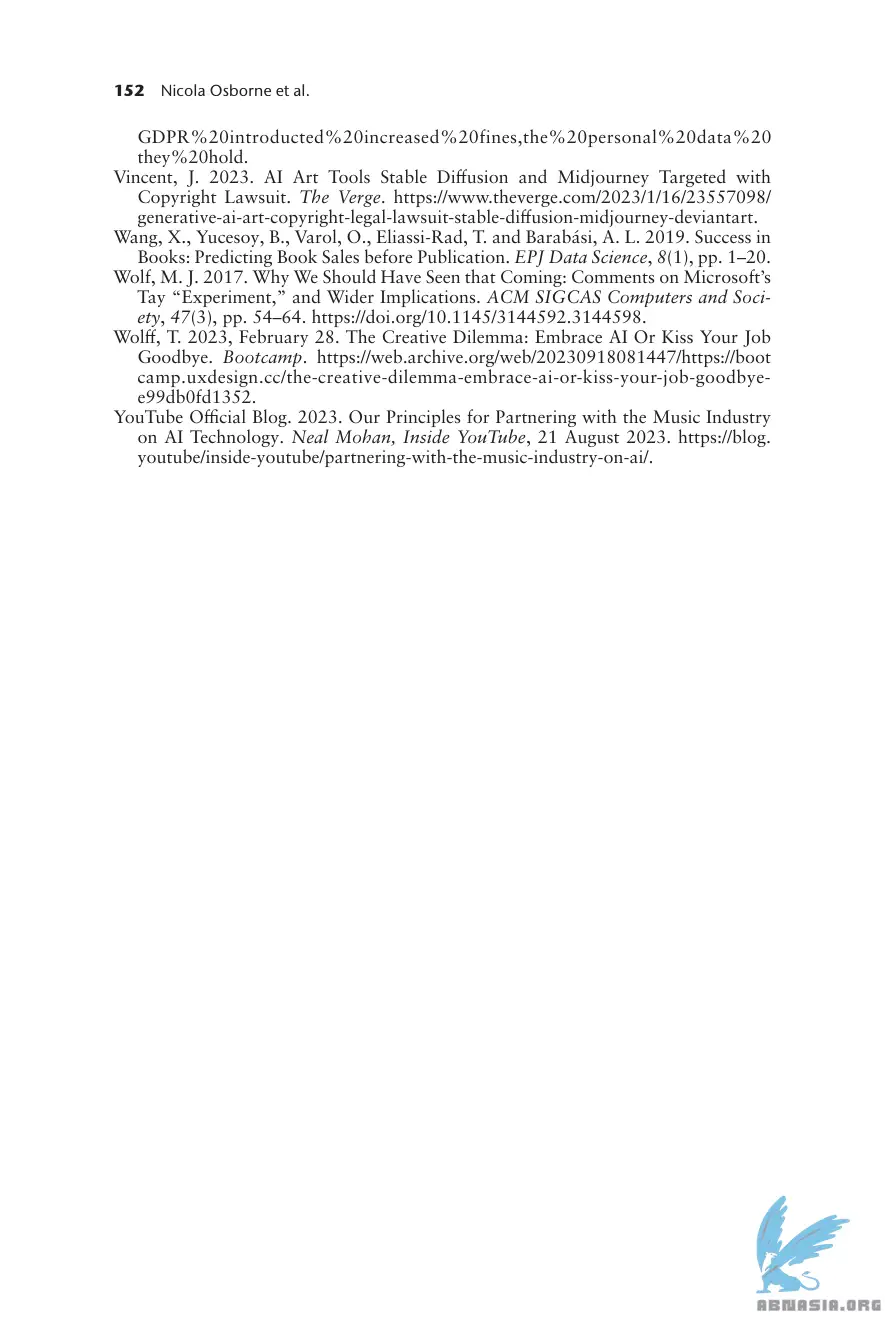 152 Nicola Osborne et al.
GDPR%20introducted%20increased%20fines,the%20personal%20data%20
they%20hold.
Vincent, J. 2023. AI Art Tools Stable Diffusion and Midjourney Targeted with
Copyright Lawsuit. The Verge. https://www.theverge.com/2023/1/16/23557098/
generative-ai-art-copyright-legal-lawsuit-stable-diffusion-midjourney-deviantart.
Wang, X., Yucesoy, B., Varol, O., Eliassi-Rad, T. and Barabási, A. L. 2019. Success in
Books: Predicting Book Sales before Publication. EPJ Data Science, 8(1), pp. 1–20.
Wolf, M. J. 2017. Why We Should Have Seen that Coming: Comments on Microsoft’s
Tay “Experiment,” and Wider Implications. ACM SIGCAS Computers and Soci-
ety, 47(3), pp. 54–64. https://doi.org/10.1145/3144592.3144598.
Wolff, T. 2023, February 28. The Creative Dilemma: Embrace AI Or Kiss Your Job
Goodbye. Bootcamp. https://web.archive.org/web/20230918081447/https://boot
camp.uxdesign.cc/the-creative-dilemma-embrace-ai-or-kiss-your-job-goodbye-
e99db0fd1352.
YouTube Official Blog. 2023. Our Principles for Partnering with the Music Industry
on AI Technology. Neal Mohan, Inside YouTube, 21 August 2023. https://blog.
youtube/inside-youtube/partnering-with-the-music-industry-on-ai/.
ABNASIA.ORG